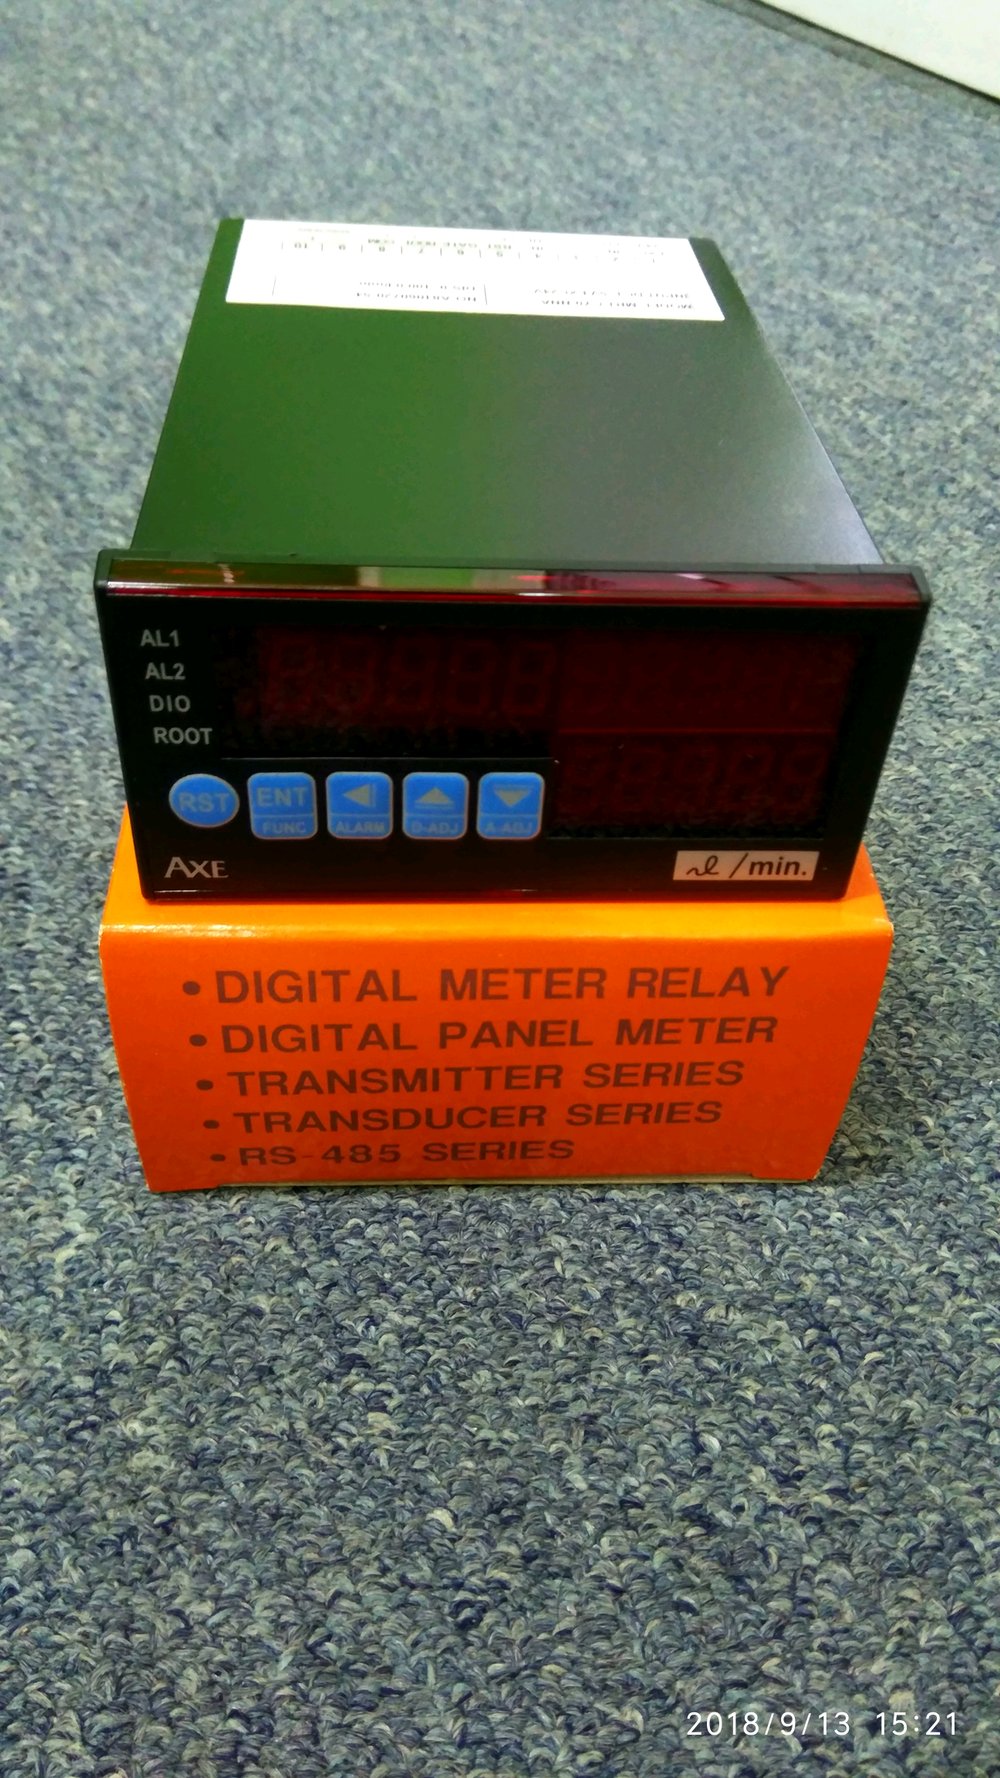 AL1
AL2
DIO
ROOT
RST
ENT
FUNC
ALARM
D-ADJ
A-ADJ
AXE
/min.
• DIGITAL METER RELAY
• DIGITAL PANEL METER
• TRANSMITTER SERIES
• TRANSDUCER SERIES
• RS-485 SERIES
2018/9/13 15:21